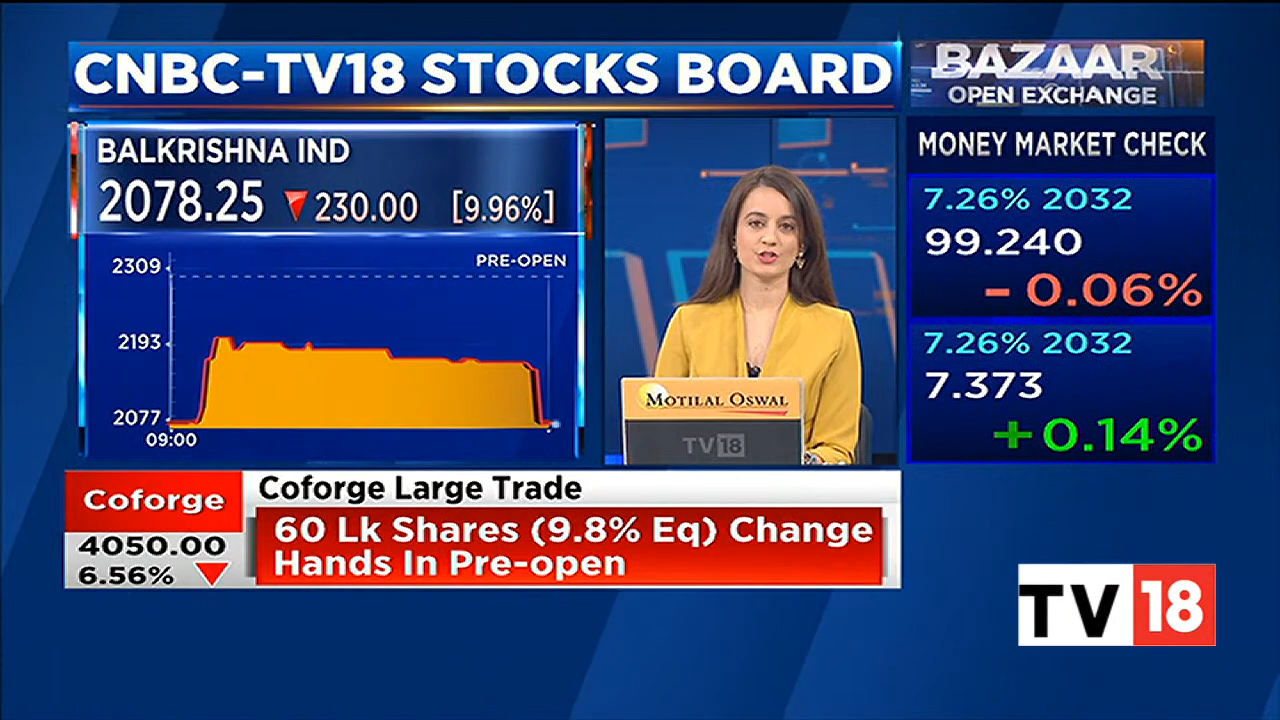 CNBC-TV18 STOCKS BOARD
BAZAAR
OPEN EXCHANGE
BALKRISHNA IND
2078.25 ▼ 230.00 [9.96%]
PRE-OPEN
2309
2193
2077
09:00
MOTILAL OSWAL
TV18
MONEY MARKET CHECK
7.26% 2032
99.240
- 0.06%
7.26% 2032
7.373
+ 0.14%
Coforge
4050.00
6.56% ▼
Coforge Large Trade
60 Lk Shares (9.8% Eq) Change
Hands In Pre-open
TV18